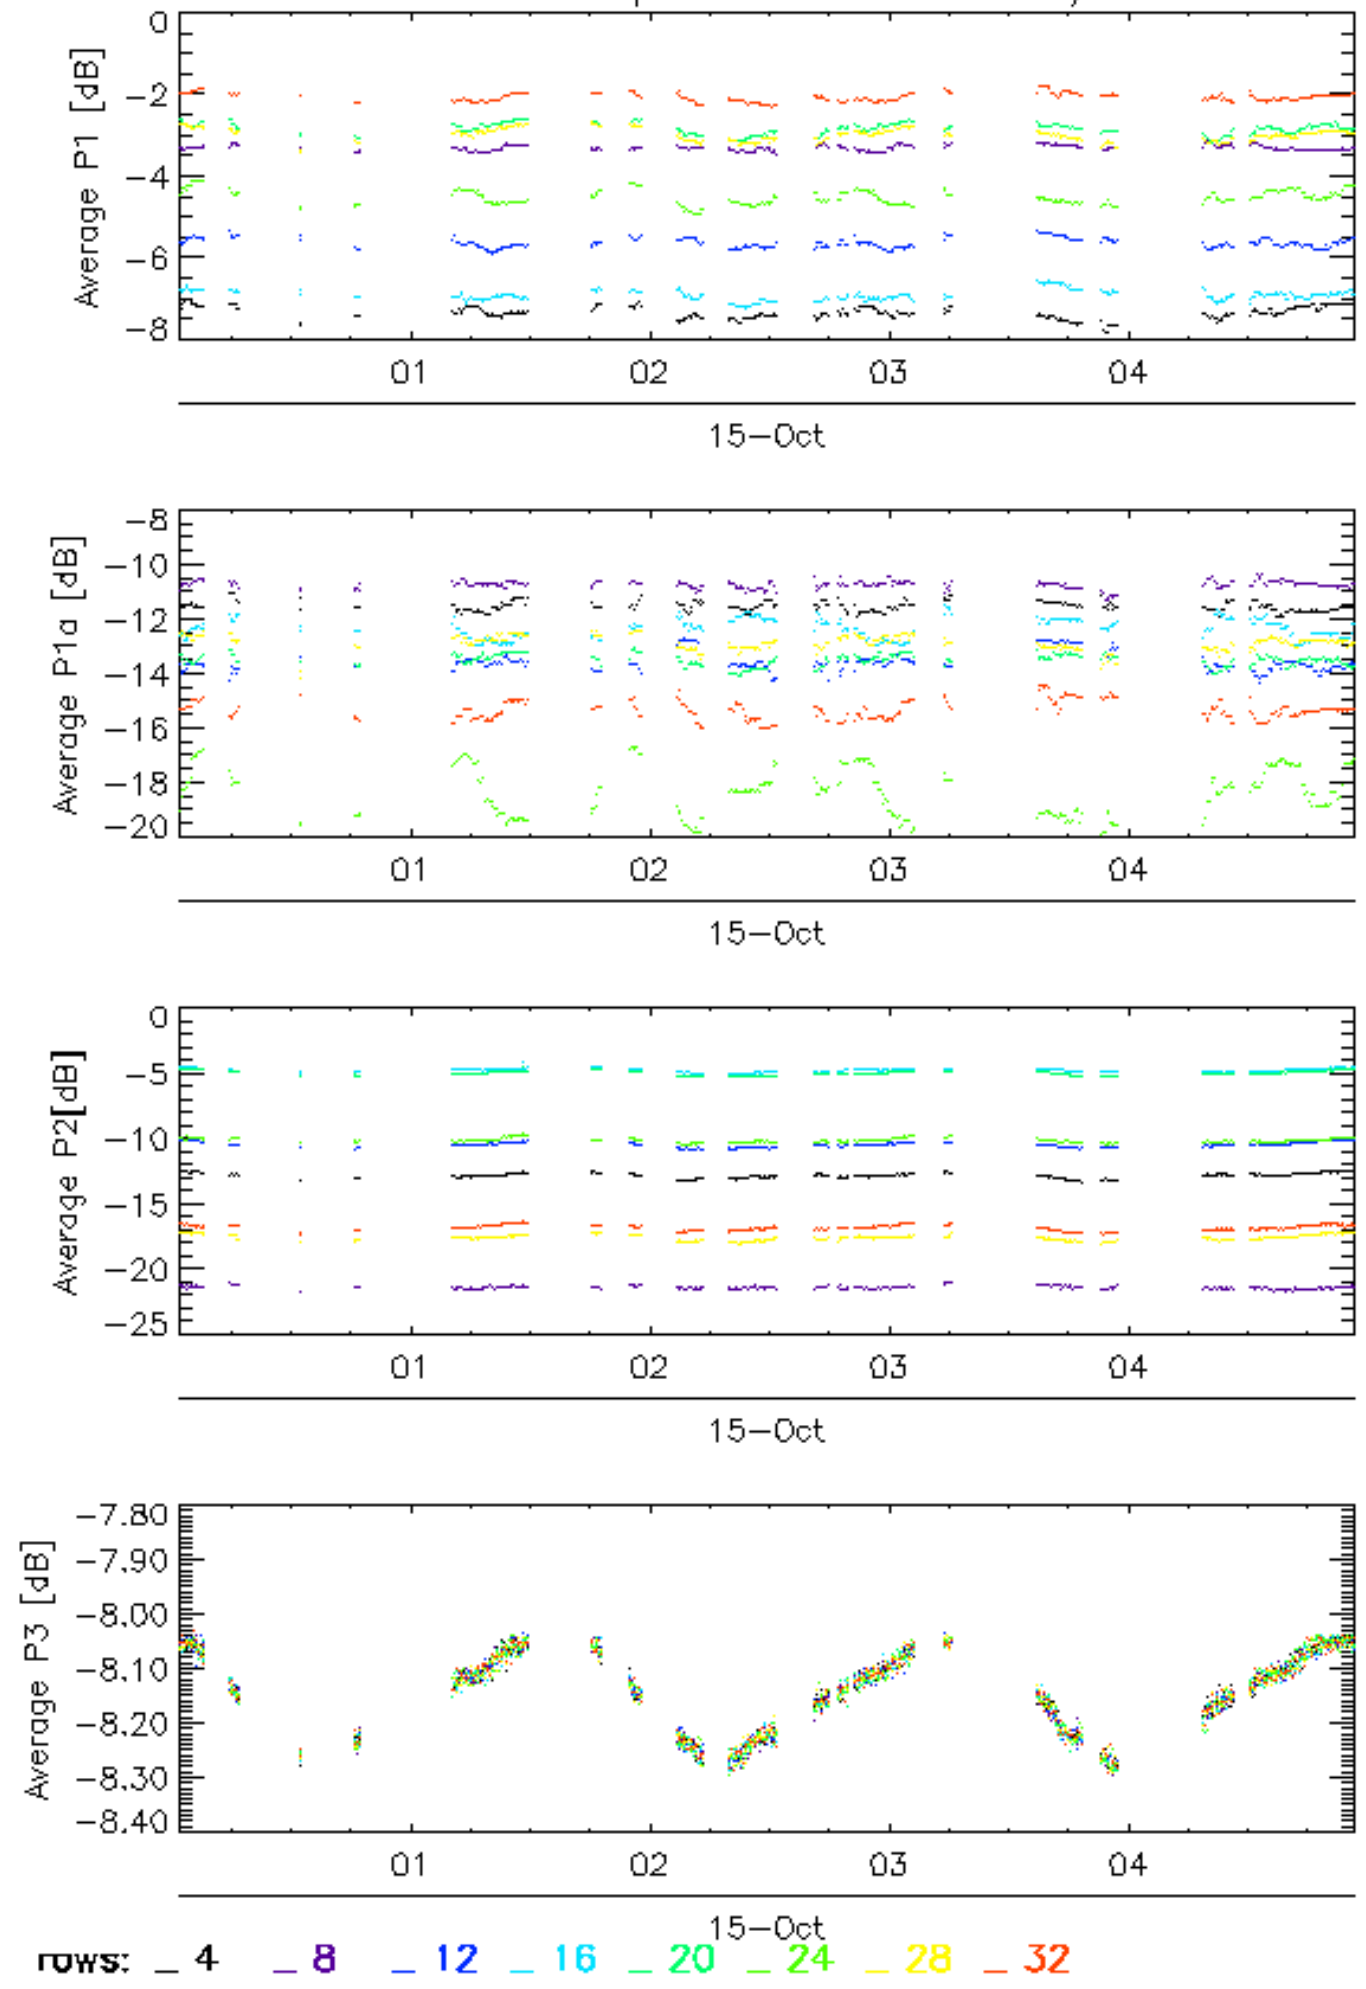 Average P1 [dB]
0
-2
-4
-6
-8
01 02 03 04
15-Oct
Average P1a [dB]
-8
-10
-12
-14
-16
-18
-20
01 02 03 04
15-Oct
Average P2[dB]
0
-5
-10
-15
-20
-25
01 02 03 04
15-Oct
Average P3 [dB]
-7.80
-7.90
-8.00
-8.10
-8.20
-8.30
-8.40
01 02 03 04
15-Oct
rows: _ 4 _ 8 _ 12 _ 16 _ 20 _ 24 _ 28 _ 32